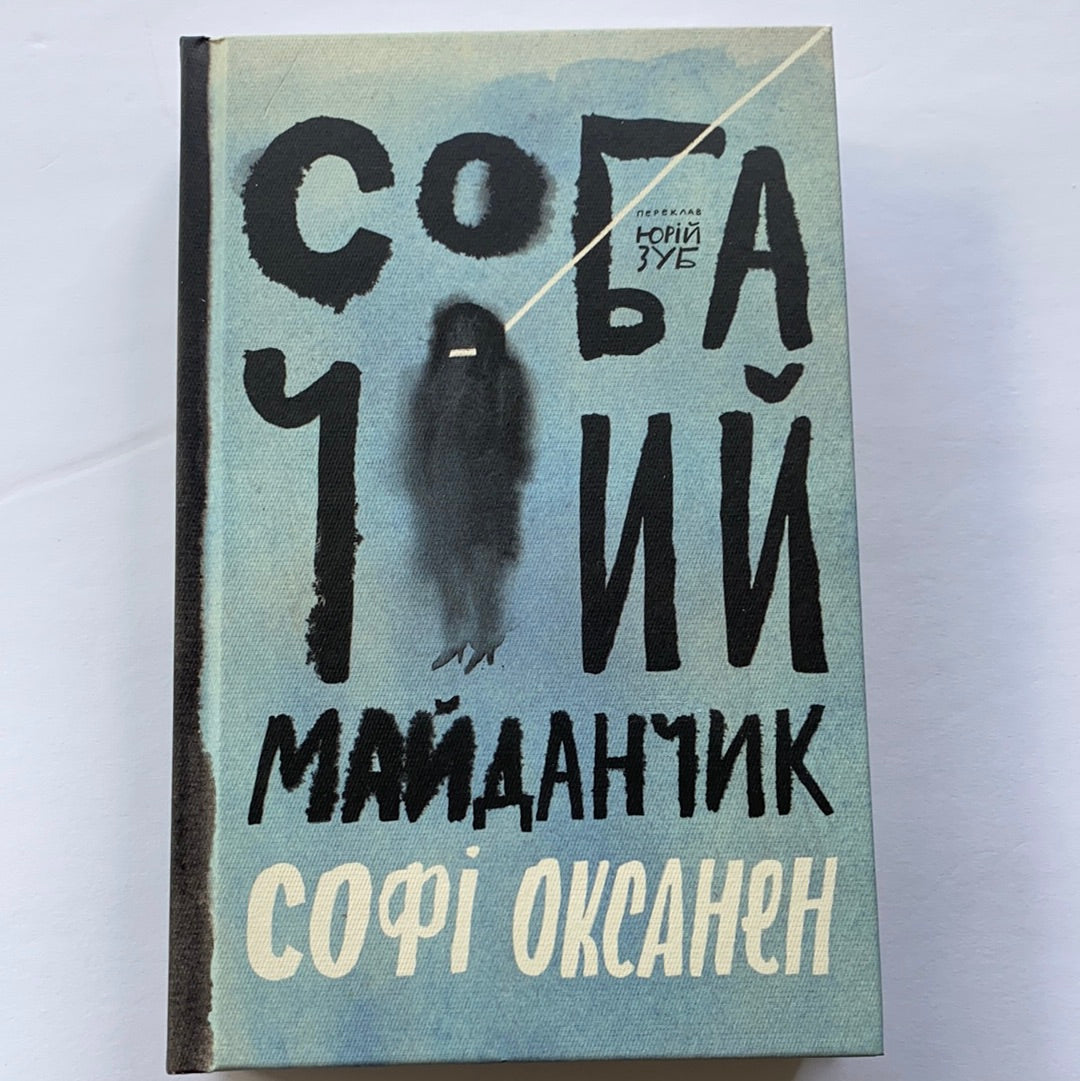 СОБА
ЧИЙ
переклав
Юрій
Зуб
МАЙДАНЧИК
СОФІ ОКСАНЕН